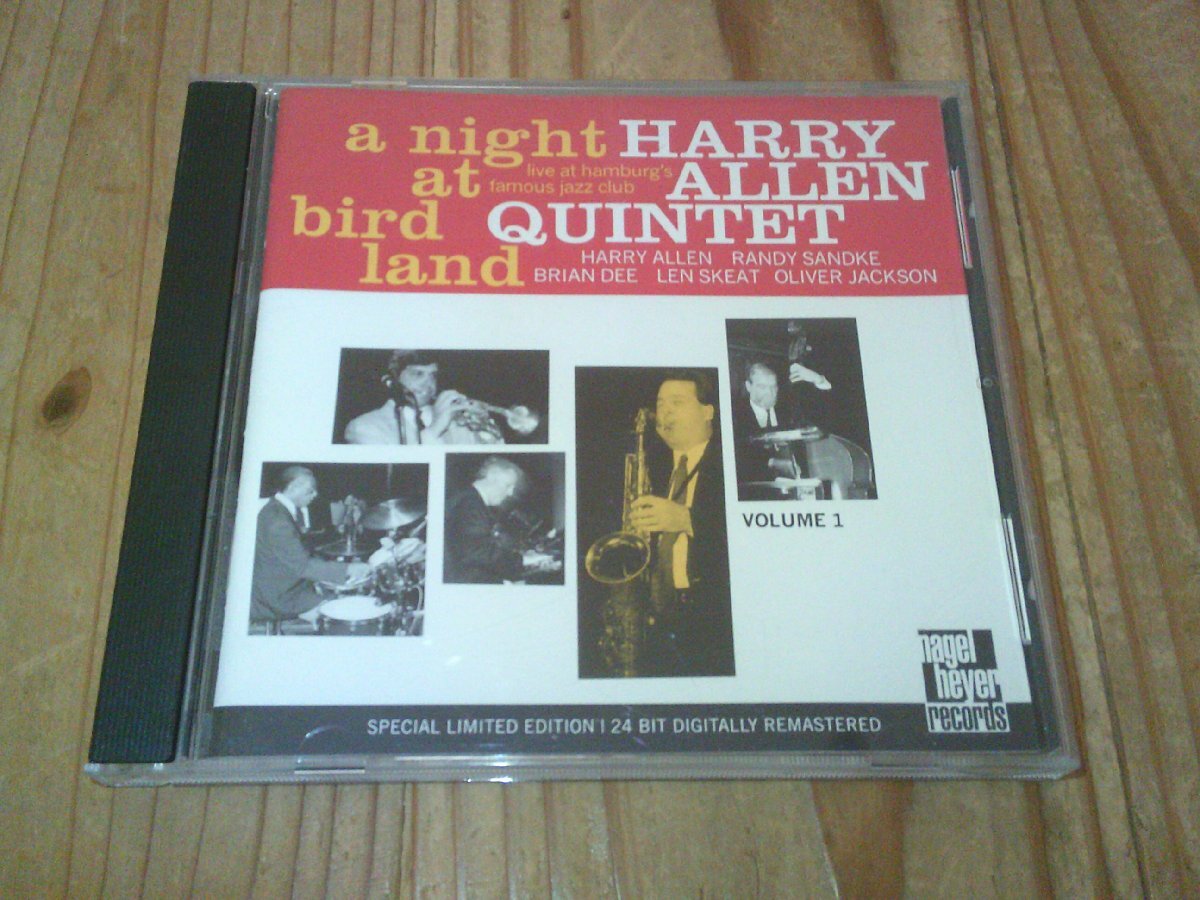 a night
at
bird
land
live at hamburg's
famous jazz club
HARRY
ALLEN
QUINTET
HARRY ALLEN RANDY SANDKE
BRIAN DEE LEN SKEAT OLIVER JACKSON
VOLUME 1
nagel
heyer
records
SPECIAL LIMITED EDITION | 24 BIT DIGITALLY REMASTERED